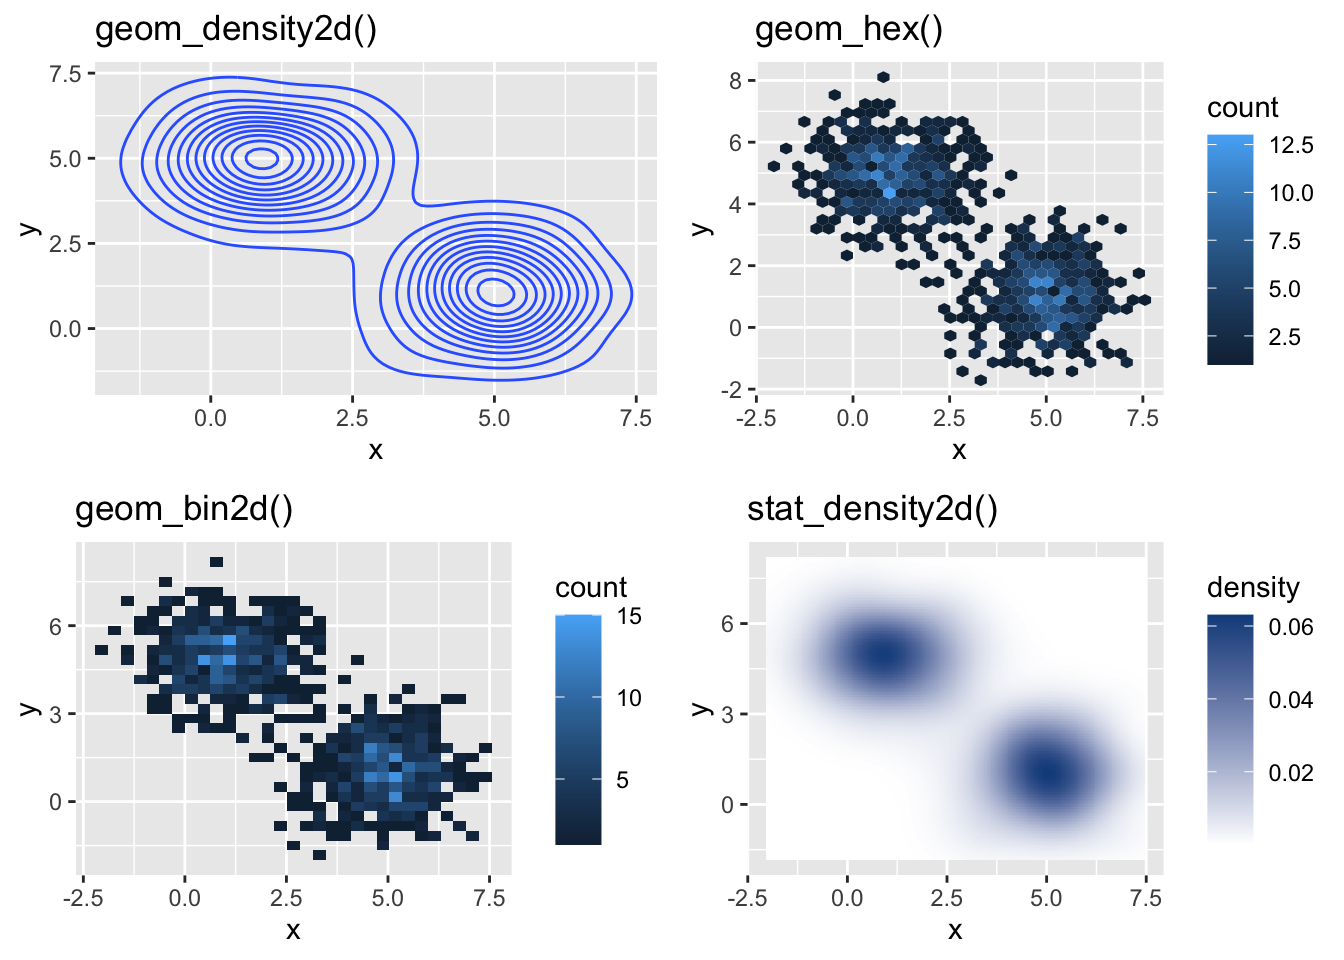 geom_density2d()
7.5
5.0
2.5
0.0
y
0.0 2.5 5.0 7.5
x
geom_hex()
8
6
4
2
0
-2
y
-2.5 0.0 2.5 5.0 7.5
x
count
12.5
10.0
7.5
5.0
2.5
geom_bin2d()
6
3
0
y
-2.5 0.0 2.5 5.0 7.5
x
count
15
10
5
stat_density2d()
6
3
0
y
-2.5 0.0 2.5 5.0 7.5
x
density
0.06
0.04
0.02